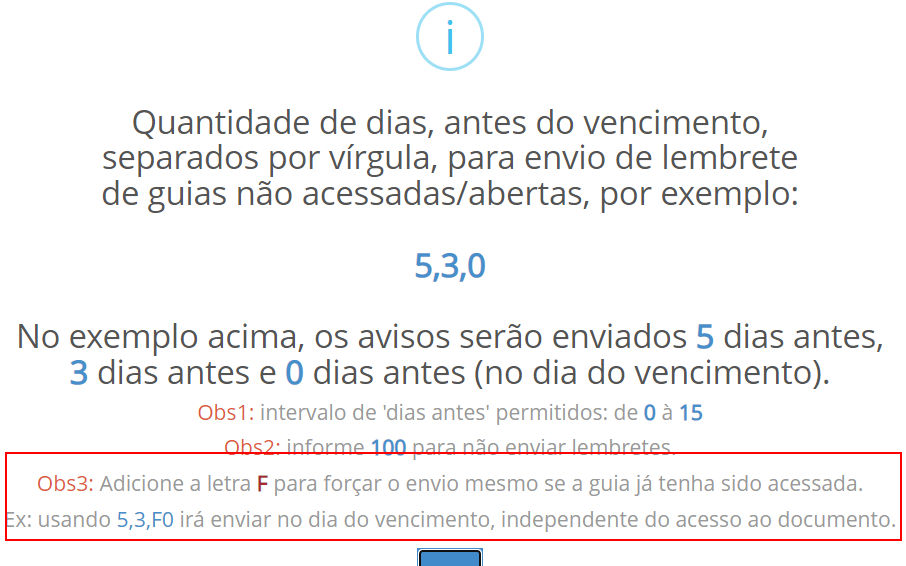 i
Quantidade de dias, antes do vencimento,
separados por vírgula, para envio de lembrete
de guias não acessadas/abertas, por exemplo:
5,3,0
No exemplo acima, os avisos serão enviados 5 dias antes,
3 dias antes e 0 dias antes (no dia do vencimento).
Obs1: intervalo de 'dias antes' permitidos: de 0 à 15
Obs2: informe 100 para não enviar lembretes.
Obs3: Adicione a letra F para forçar o envio mesmo se a guia já tenha sido acessada.
Ex: usando 5,3,F0 irá enviar no dia do vencimento, independente do acesso ao documento.